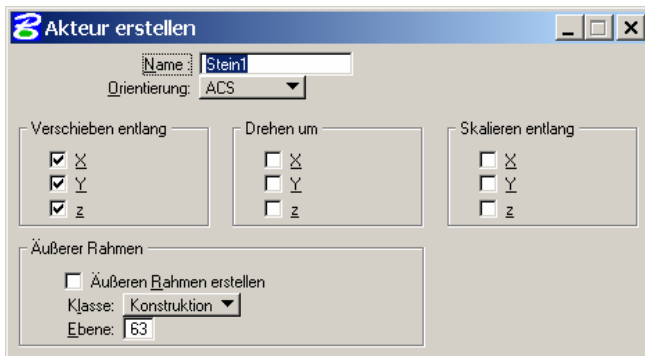 Akteur erstellen
Name: Stein1
Orientierung: ACS
Verschieben entlang
X
Y
z
Drehen um
X
Y
z
Skalieren entlang
X
Y
z
Äußerer Rahmen
Äußeren Rahmen erstellen
Klasse: Konstruktion
Ebene: 63